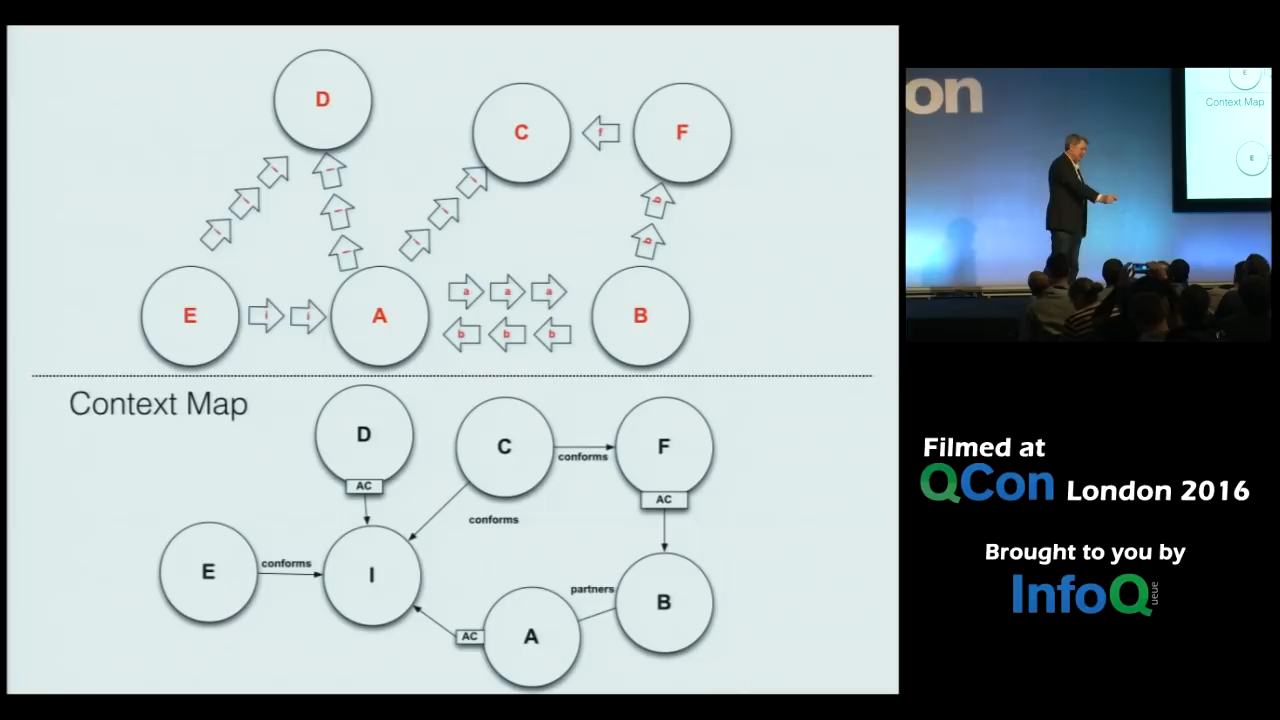 D
C
f
F
i
i
i
i
i
i
i
i
i
b
b
E
i
i
A
a
a
a
b
b
b
B
Context Map
D
AC
C
conforms
F
AC
conforms
E
conforms
I
AC
A
partners
B
on
E
Context Map
E
Filmed at
QCon London 2016
Brought to you by
InfoQ
ueue